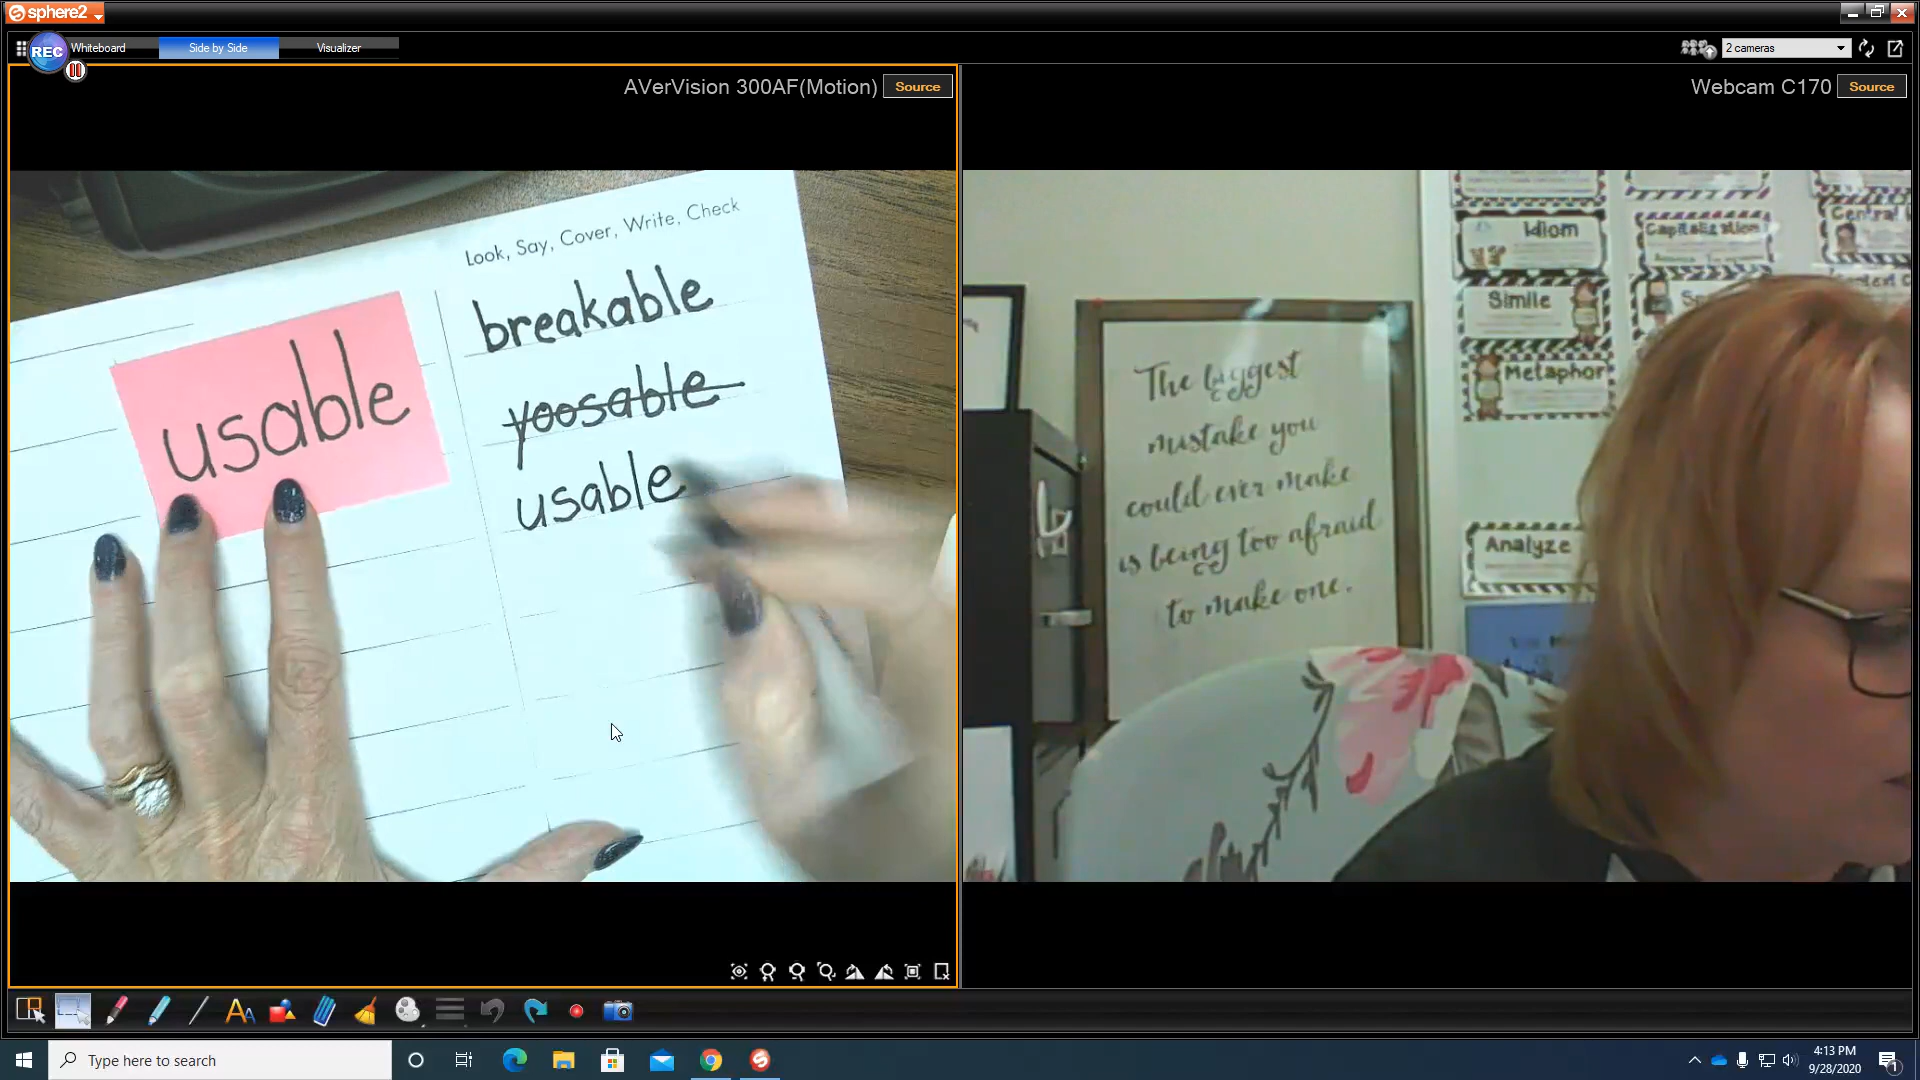 sphere2
REC
Whiteboard
Side by Side
Visualizer
2 cameras
AVerVision 300AF(Motion)
Source
Webcam C170
Source
Look, Say, Cover, Write, Check
breakable
yoosable
usable
usable
The biggest
mistake you
could ever make
is being too afraid
to make one.
Idiom
Capitalization
Simile
Metaphor
Analyze
Type here to search
4:13 PM
9/28/2020
1